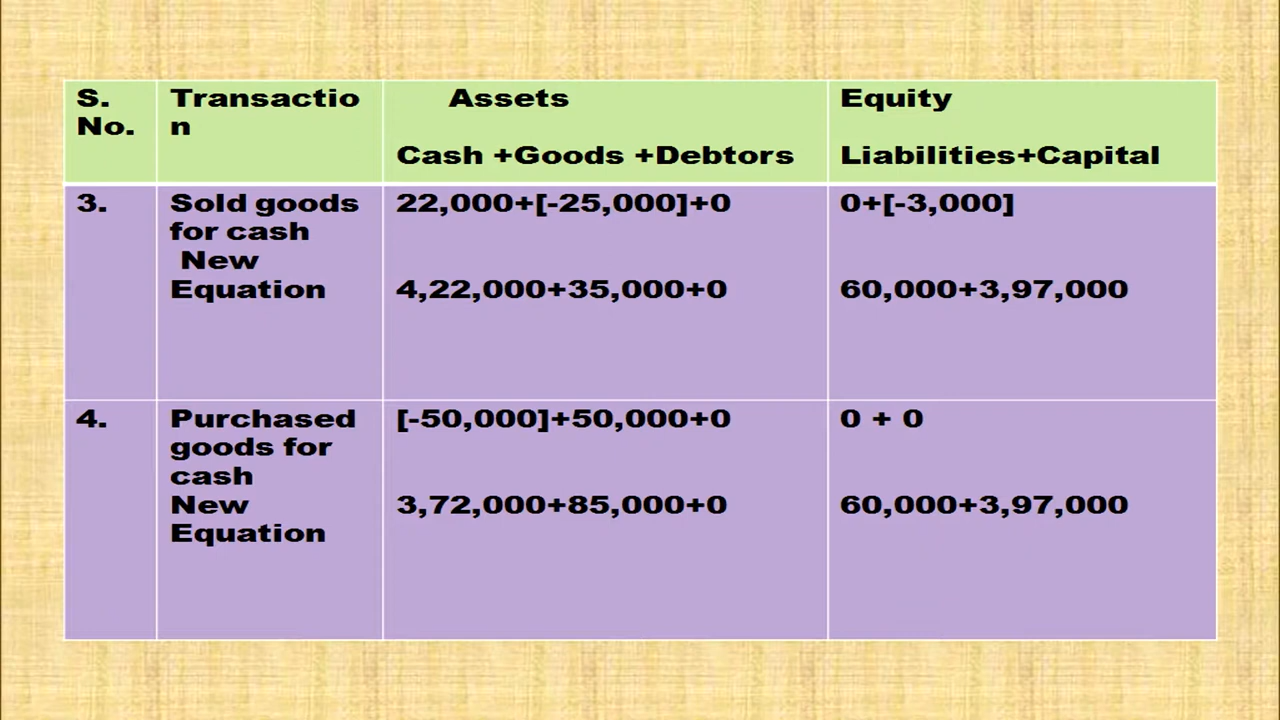 S. No.
Transactio
n
Assets
Cash +Goods +Debtors
Equity
Liabilities+Capital
3.
Sold goods
for cash
New
Equation
22,000+[-25,000]+0
4,22,000+35,000+0
0+[-3,000]
60,000+3,97,000
4.
Purchased
goods for
cash
New
Equation
[-50,000]+50,000+0
3,72,000+85,000+0
0 + 0
60,000+3,97,000